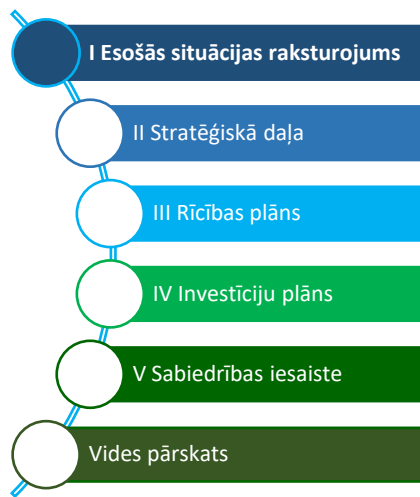 I Esošās situācijas raksturojums
II Stratēģiskā daļa
III Rīcības plāns
IV Investīciju plāns
V Sabiedrības iesaiste
Vides pārskats